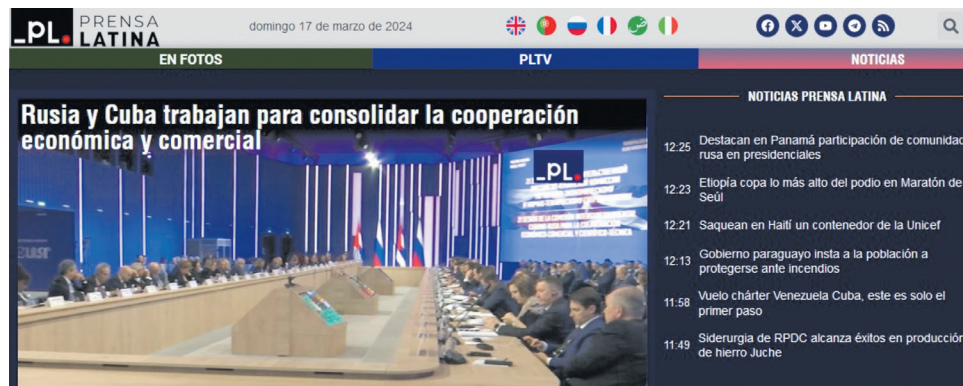 PL. PRENSA
LATINA
domingo 17 de marzo de 2024
EN FOTOS
PLTV
NOTICIAS
Rusia y Cuba trabajan para consolidar la cooperación
económica y comercial
PL.
NOTICIAS PRENSA LATINA
12:25 Destacan en Panamá participación de comunidad
rusa en presidenciales
12:23 Etiopía copa lo más alto del podio en Maratón de
Seúl
12:21 Saquean en Haití un contenedor de la Unicef
12:13 Gobierno paraguayo insta a la población a
protegerse ante incendios
11:58 Vuelo chárter Venezuela Cuba, este es solo el
primer paso
11:49 Siderurgia de RPDC alcanza éxitos en producción
de hierro Juche